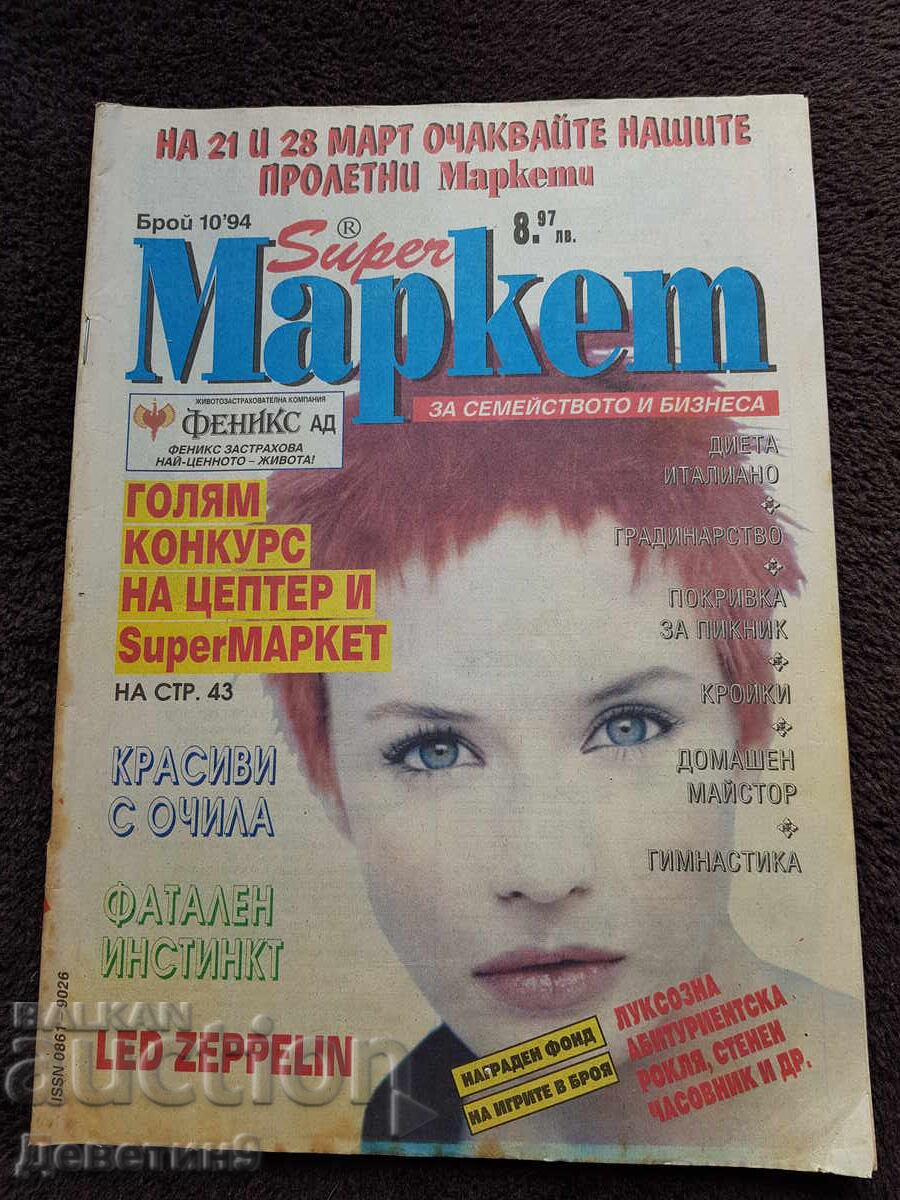 НА 21 И 28 МАРТ ОЧАКВАЙТЕ НАШИТЕ
ПРОЛЕТНИ Маркети
Брой 10'94
Super ®
8.97 лв.
Маркет
ЗА СЕМЕЙСТВОТО И БИЗНЕСА
ЖИВОТОЗАСТРАХОВАТЕЛНА КОМПАНИЯ
ФЕНИКС АД
ФЕНИКС ЗАСТРАХОВА
НАЙ-ЦЕННОТО – ЖИВОТА!
ГОЛЯМ
КОНКУРС
НА ЦЕПТЕР И
SuperМАРКЕТ
НА СТР. 43
КРАСИВИ
С ОЧИЛА
ФАТАЛЕН
ИНСТИНКТ
LED ZEPPELIN
ДИЕТА
ИТАЛИАНО
ГРАДИНАРСТВО
ПОКРИВКА
ЗА ПИКНИК
КРОЙКИ
ДОМАШЕН
МАЙСТОР
ГИМНАСТИКА
НАГРАДЕН ФОНД
НА ИГРИТЕ В БРОЯ
ЛУКСОЗНА
АБИТУРИЕНТСКА
РОКЛЯ, СТЕНЕН
ЧАСОВНИК И ДР.
ISSN 0861-9026
BALKAN
auction
Деветин9